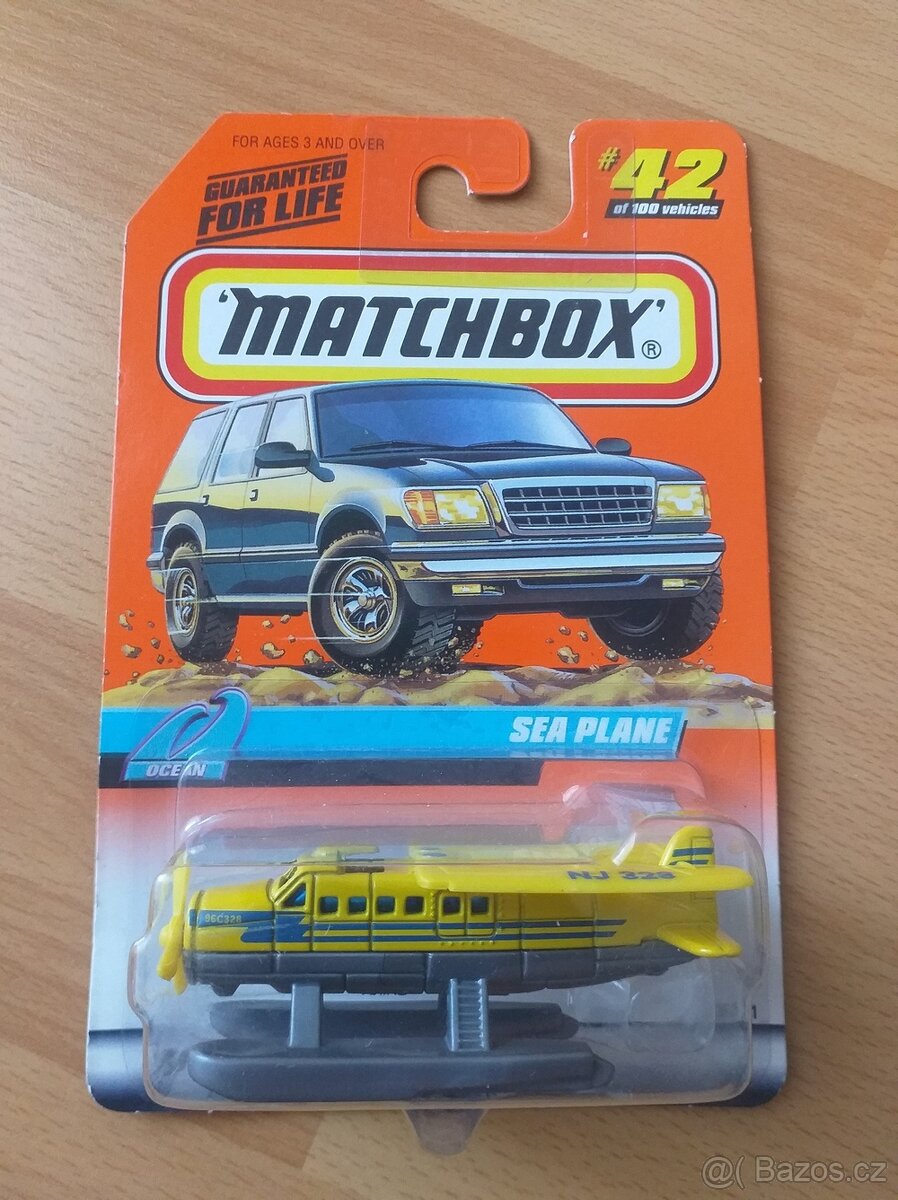 FOR AGES 3 AND OVER
GUARANTEED
FOR LIFE
#42
of 100 vehicles
'MATCHBOX'®
SEA PLANE
OCEAN
NJ 328
96C328
1
@( Bazos.cz